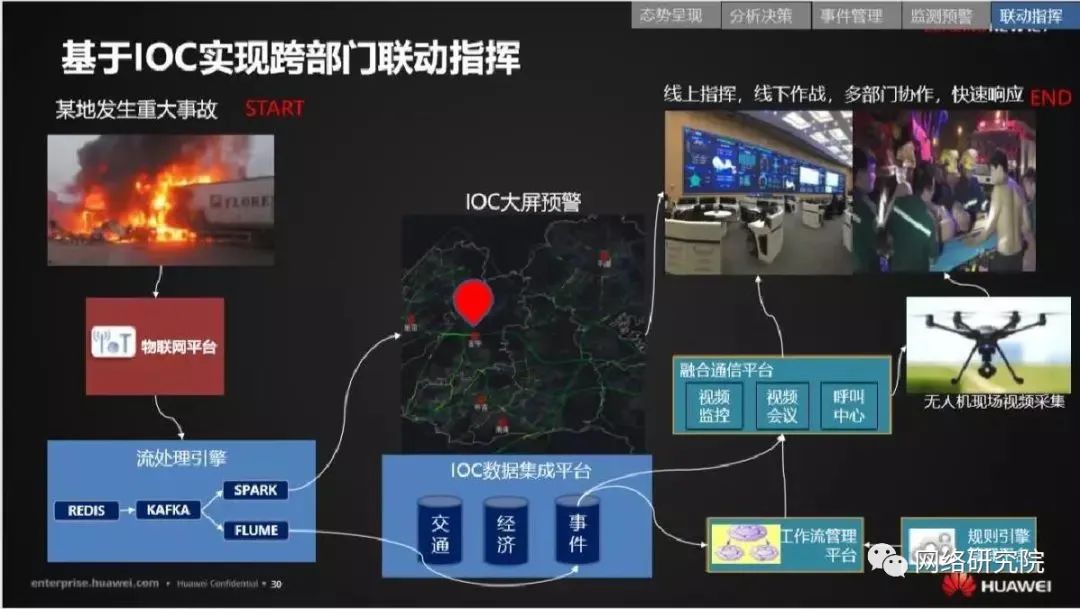 态势呈现
分析决策
事件管理
监测预警
联动指挥
基于IOC实现跨部门联动指挥
某地发生重大事故
START
线上指挥，线下作战，多部门协作，快速响应
END
IOC大屏预警
IoT
物联网平台
融合通信平台
视频
监控
视频
会议
呼叫
中心
无人机现场视频采集
流处理引擎
REDIS
KAFKA
SPARK
FLUME
IOC数据集成平台
交
通
经
济
事
件
工作流管理
平台
规则引擎
网络研究院
enterprise.huawei.com • Huawei Confidential • 30
HUAWEI